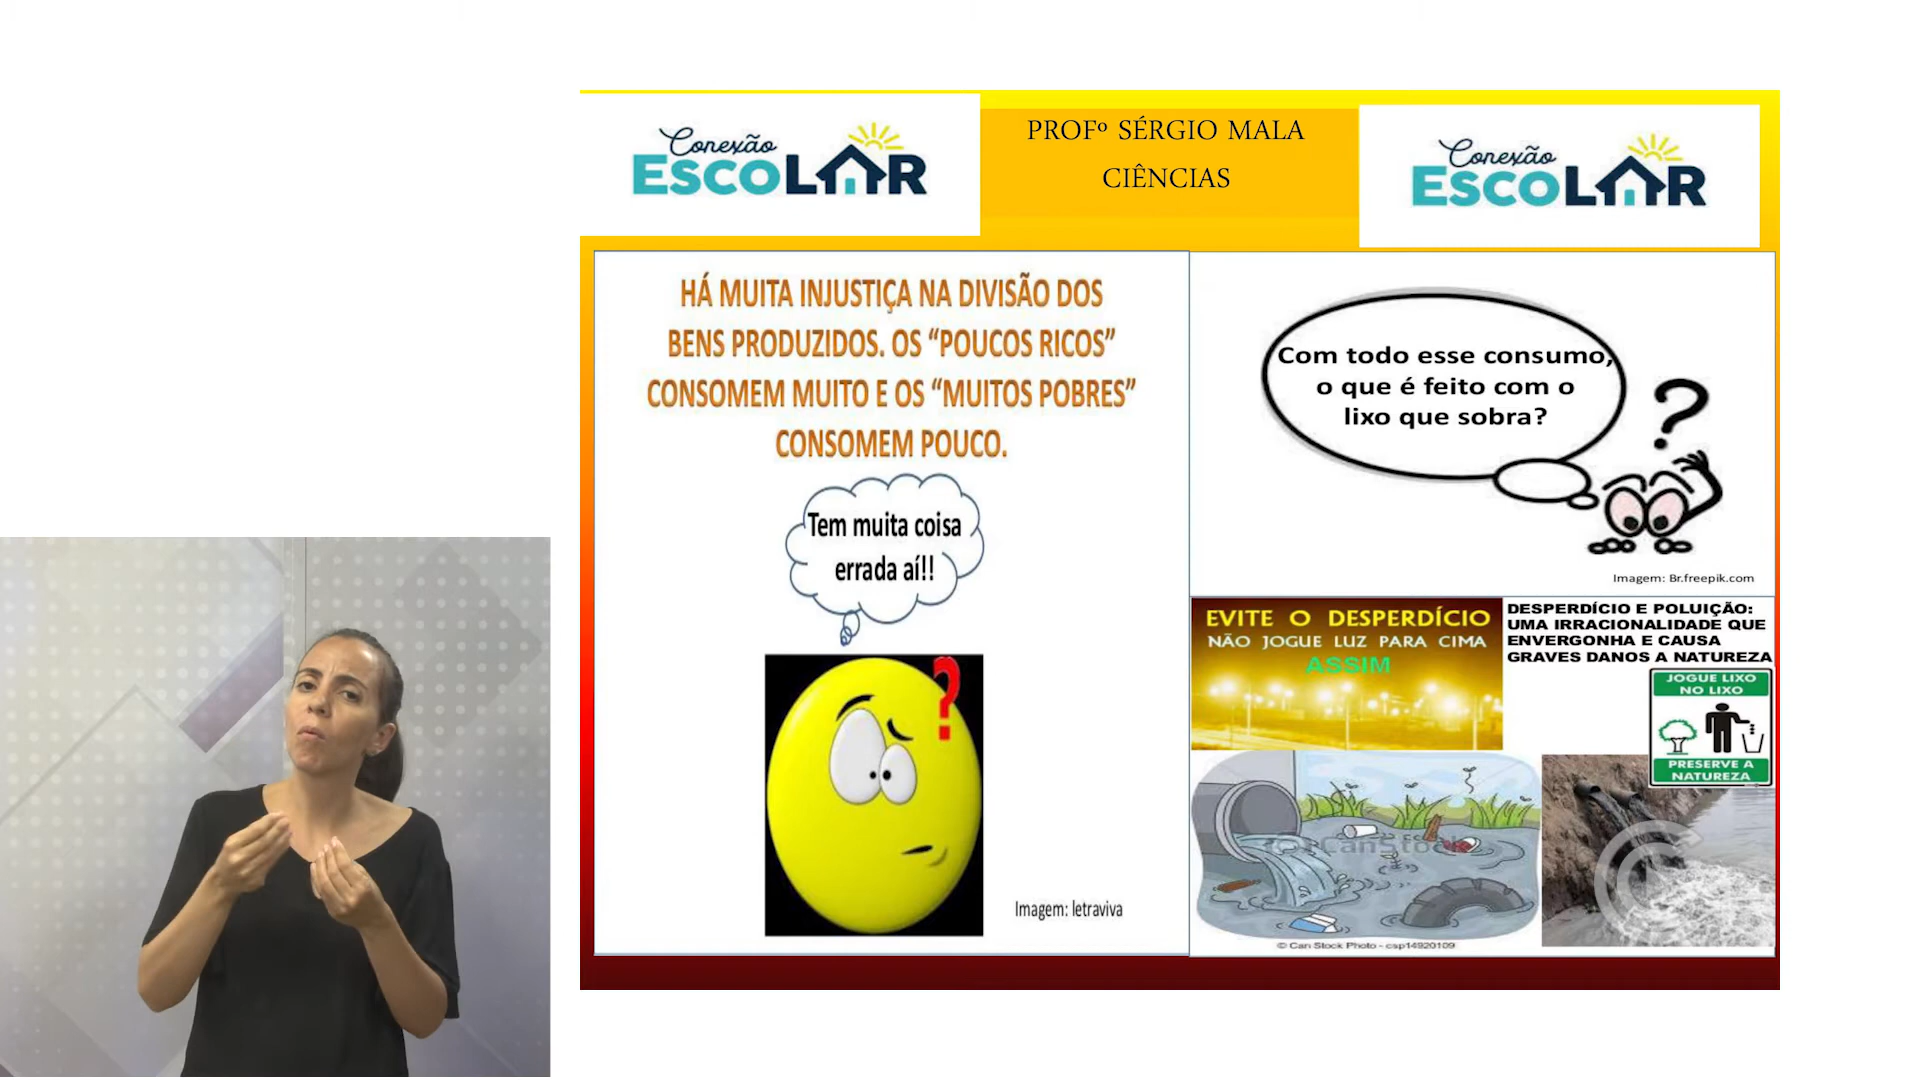 Conexão
ESCOLAR
PROFº SÉRGIO MALA
CIÊNCIAS
Conexão
ESCOLAR
HÁ MUITA INJUSTIÇA NA DIVISÃO DOS
BENS PRODUZIDOS. OS “POUCOS RICOS”
CONSOMEM MUITO E OS “MUITOS POBRES”
CONSOMEM POUCO.
Tem muita coisa
errada aí!!
?
Imagem: letraviva
Com todo esse consumo,
o que é feito com o
lixo que sobra?
?
Imagem: Br.freepik.com
EVITE O DESPERDÍCIO
NÃO JOGUE LUZ PARA CIMA
ASSIM
DESPERDÍCIO E POLUIÇÃO:
UMA IRRACIONALIDADE QUE
ENVERGONHA E CAUSA
GRAVES DANOS A NATUREZA
JOGUE LIXO
NO LIXO
PRESERVE A
NATUREZA
(c) CanStock
© Can Stock Photo - csp14920109